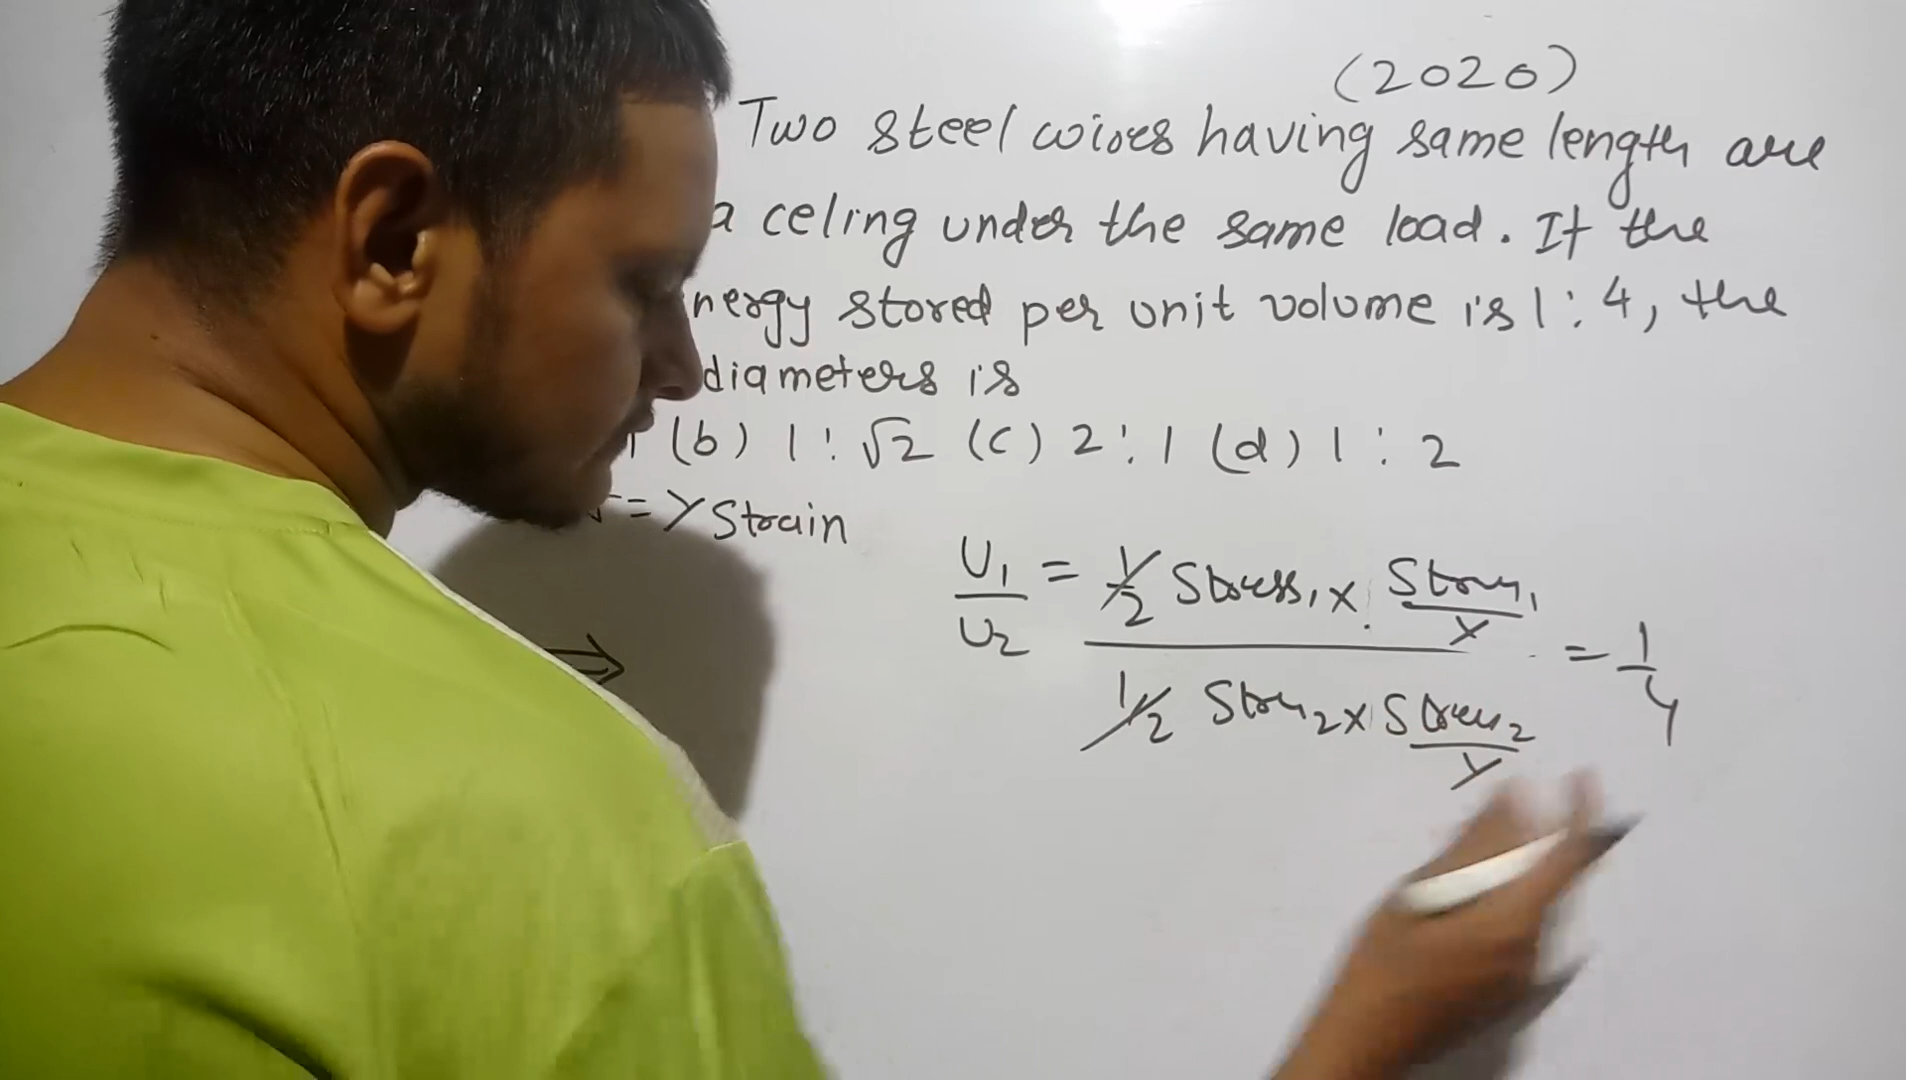 (2020)
Two steel wires having same length are
a celing under the same load. If the
nergy stored per unit volume is 1:4, the
diameters is
(b) 1:√2 (c) 2:1 (d) 1:2
= Y Strain
U1/U2 = (1/2 Stress1 × Stress1/Y) / (1/2 Stress2 × Stress2/Y) = 1/4